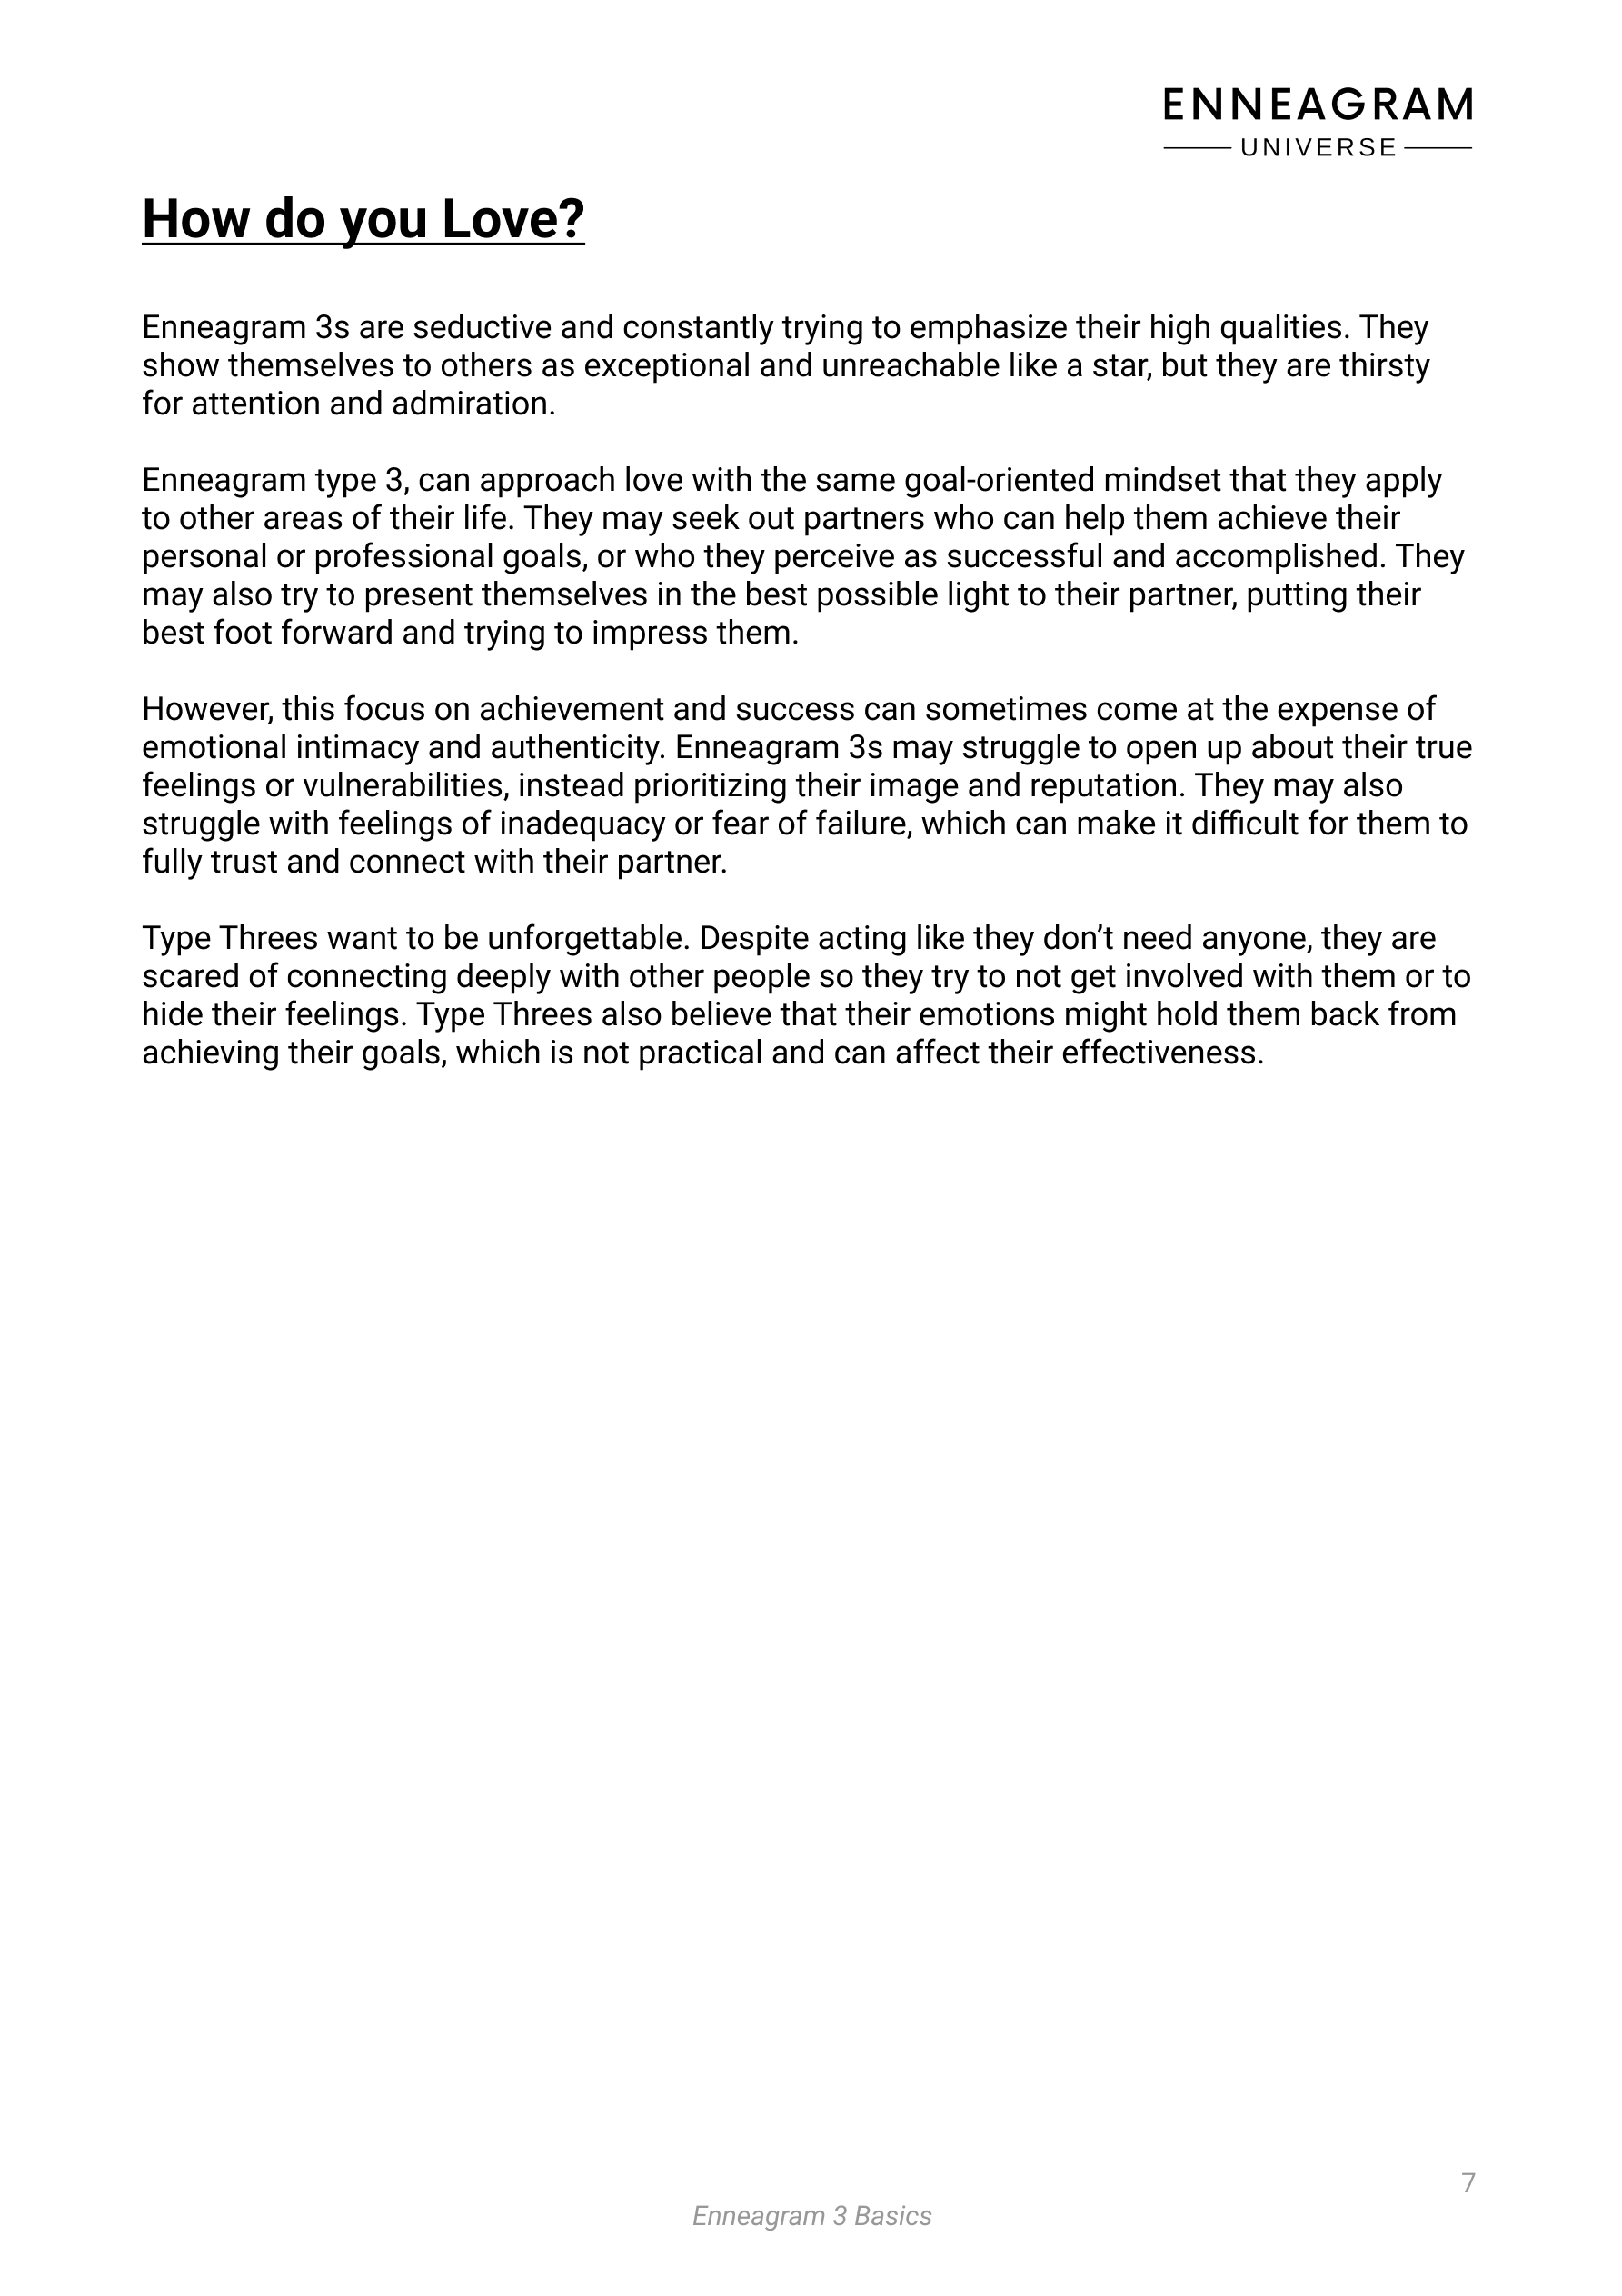 ENNEAGRAM
UNIVERSE
How do you Love?
Enneagram 3s are seductive and constantly trying to emphasize their high qualities. They
show themselves to others as exceptional and unreachable like a star, but they are thirsty
for attention and admiration.
Enneagram type 3, can approach love with the same goal-oriented mindset that they apply
to other areas of their life. They may seek out partners who can help them achieve their
personal or professional goals, or who they perceive as successful and accomplished. They
may also try to present themselves in the best possible light to their partner, putting their
best foot forward and trying to impress them.
However, this focus on achievement and success can sometimes come at the expense of
emotional intimacy and authenticity. Enneagram 3s may struggle to open up about their true
feelings or vulnerabilities, instead prioritizing their image and reputation. They may also
struggle with feelings of inadequacy or fear of failure, which can make it difficult for them to
fully trust and connect with their partner.
Type Threes want to be unforgettable. Despite acting like they don’t need anyone, they are
scared of connecting deeply with other people so they try to not get involved with them or to
hide their feelings. Type Threes also believe that their emotions might hold them back from
achieving their goals, which is not practical and can affect their effectiveness.
7
Enneagram 3 Basics